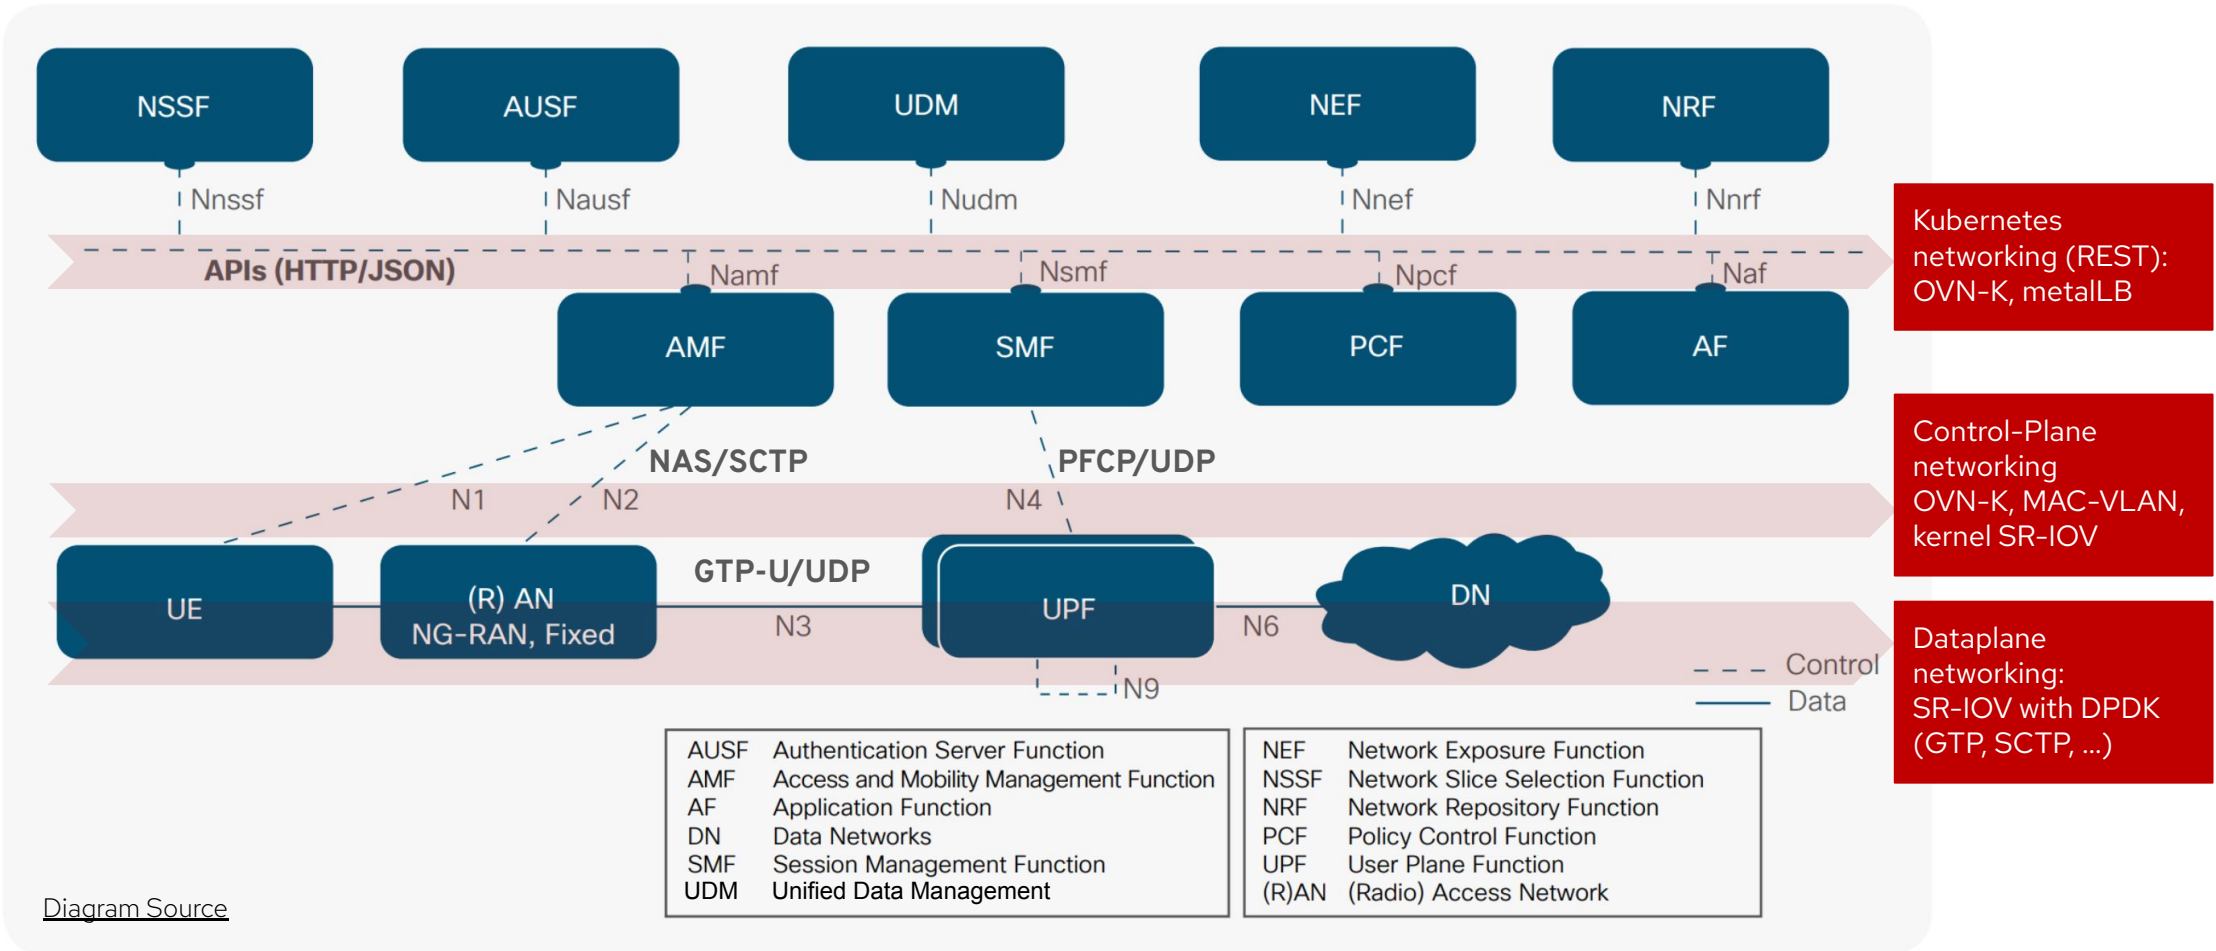 NSSF
AUSF
UDM
NEF
NRF
Nnssf
Nausf
Nudm
Nnef
Nnrf
APIs (HTTP/JSON)
Namf
Nsmf
Npcf
Naf
Kubernetes
networking (REST):
OVN-K, metalLB
AMF
SMF
PCF
AF
NAS/SCTP
PFCP/UDP
N1
N2
N4
Control-Plane
networking
OVN-K, MAC-VLAN,
kernel SR-IOV
UE
(R) AN
NG-RAN, Fixed
GTP-U/UDP
N3
UPF
N6
DN
N9
Control
Data
Dataplane
networking:
SR-IOV with DPDK
(GTP, SCTP, ...)
AUSF Authentication Server Function
AMF Access and Mobility Management Function
AF Application Function
DN Data Networks
SMF Session Management Function
UDM Unified Data Management
NEF Network Exposure Function
NSSF Network Slice Selection Function
NRF Network Repository Function
PCF Policy Control Function
UPF User Plane Function
(R)AN (Radio) Access Network
Diagram Source